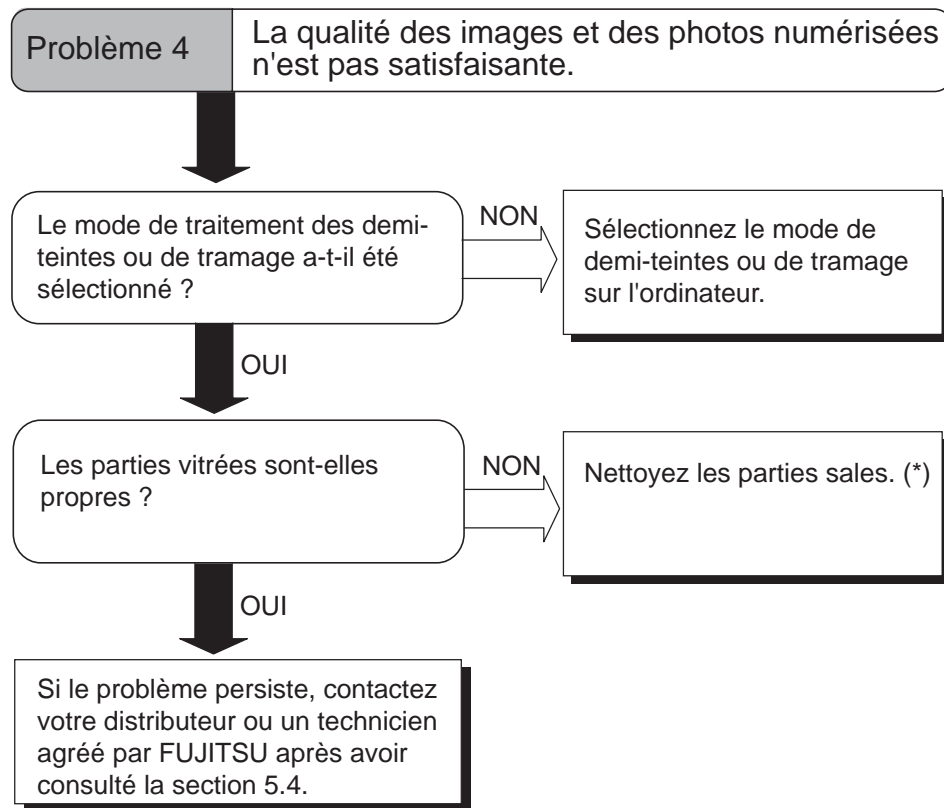 Problème 4
La qualité des images et des photos numérisées
n'est pas satisfaisante.
Le mode de traitement des demi-
teintes ou de tramage a-t-il été
sélectionné ?
NON
Sélectionnez le mode de
demi-teintes ou de tramage
sur l'ordinateur.
OUI
Les parties vitrées sont-elles
propres ?
NON
Nettoyez les parties sales. (*)
OUI
Si le problème persiste, contactez
votre distributeur ou un technicien
agréé par FUJITSU après avoir
consulté la section 5.4.